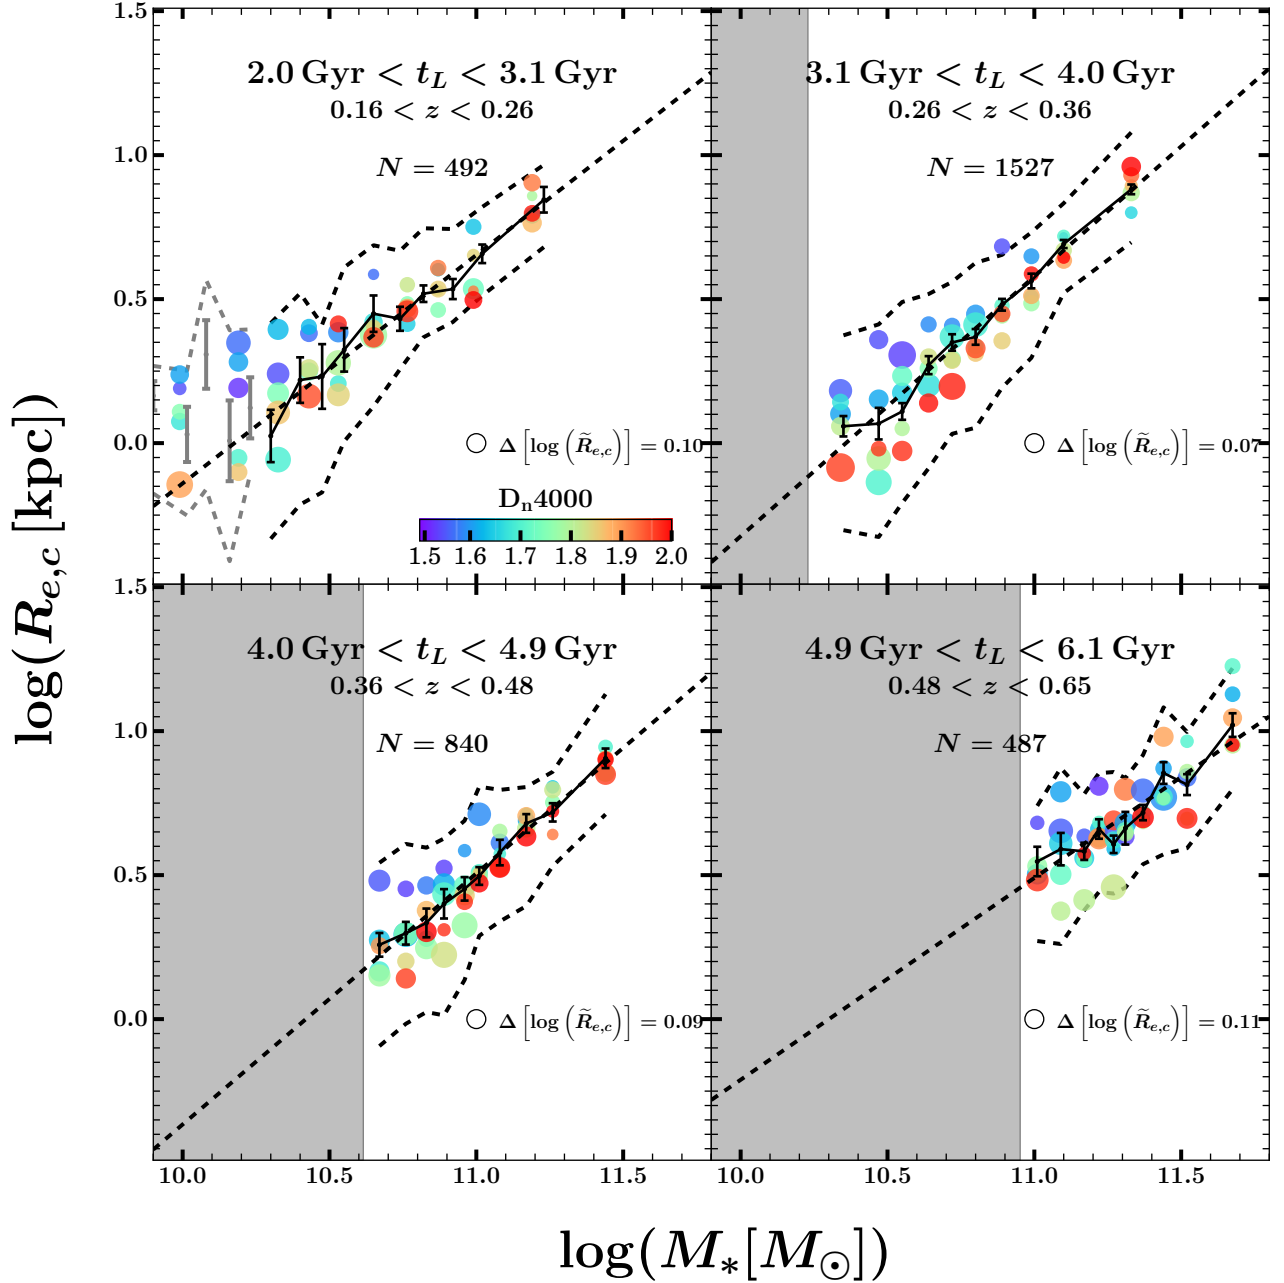 2.0 Gyr < t_L < 3.1 Gyr
0.16 < z < 0.26
N = 492
Δ [log (R̃_{e,c})] = 0.10
D_n4000
1.5 1.6 1.7 1.8 1.9 2.0
3.1 Gyr < t_L < 4.0 Gyr
0.26 < z < 0.36
N = 1527
Δ [log (R̃_{e,c})] = 0.07
1.5
1.0
0.5
0.0
log(R_{e,c} [kpc])
4.0 Gyr < t_L < 4.9 Gyr
0.36 < z < 0.48
N = 840
Δ [log (R̃_{e,c})] = 0.09
4.9 Gyr < t_L < 6.1 Gyr
0.48 < z < 0.65
N = 487
Δ [log (R̃_{e,c})] = 0.11
1.5
1.0
0.5
0.0
10.0 10.5 11.0 11.5 10.0 10.5 11.0 11.5
log(M_*[M_⊙])